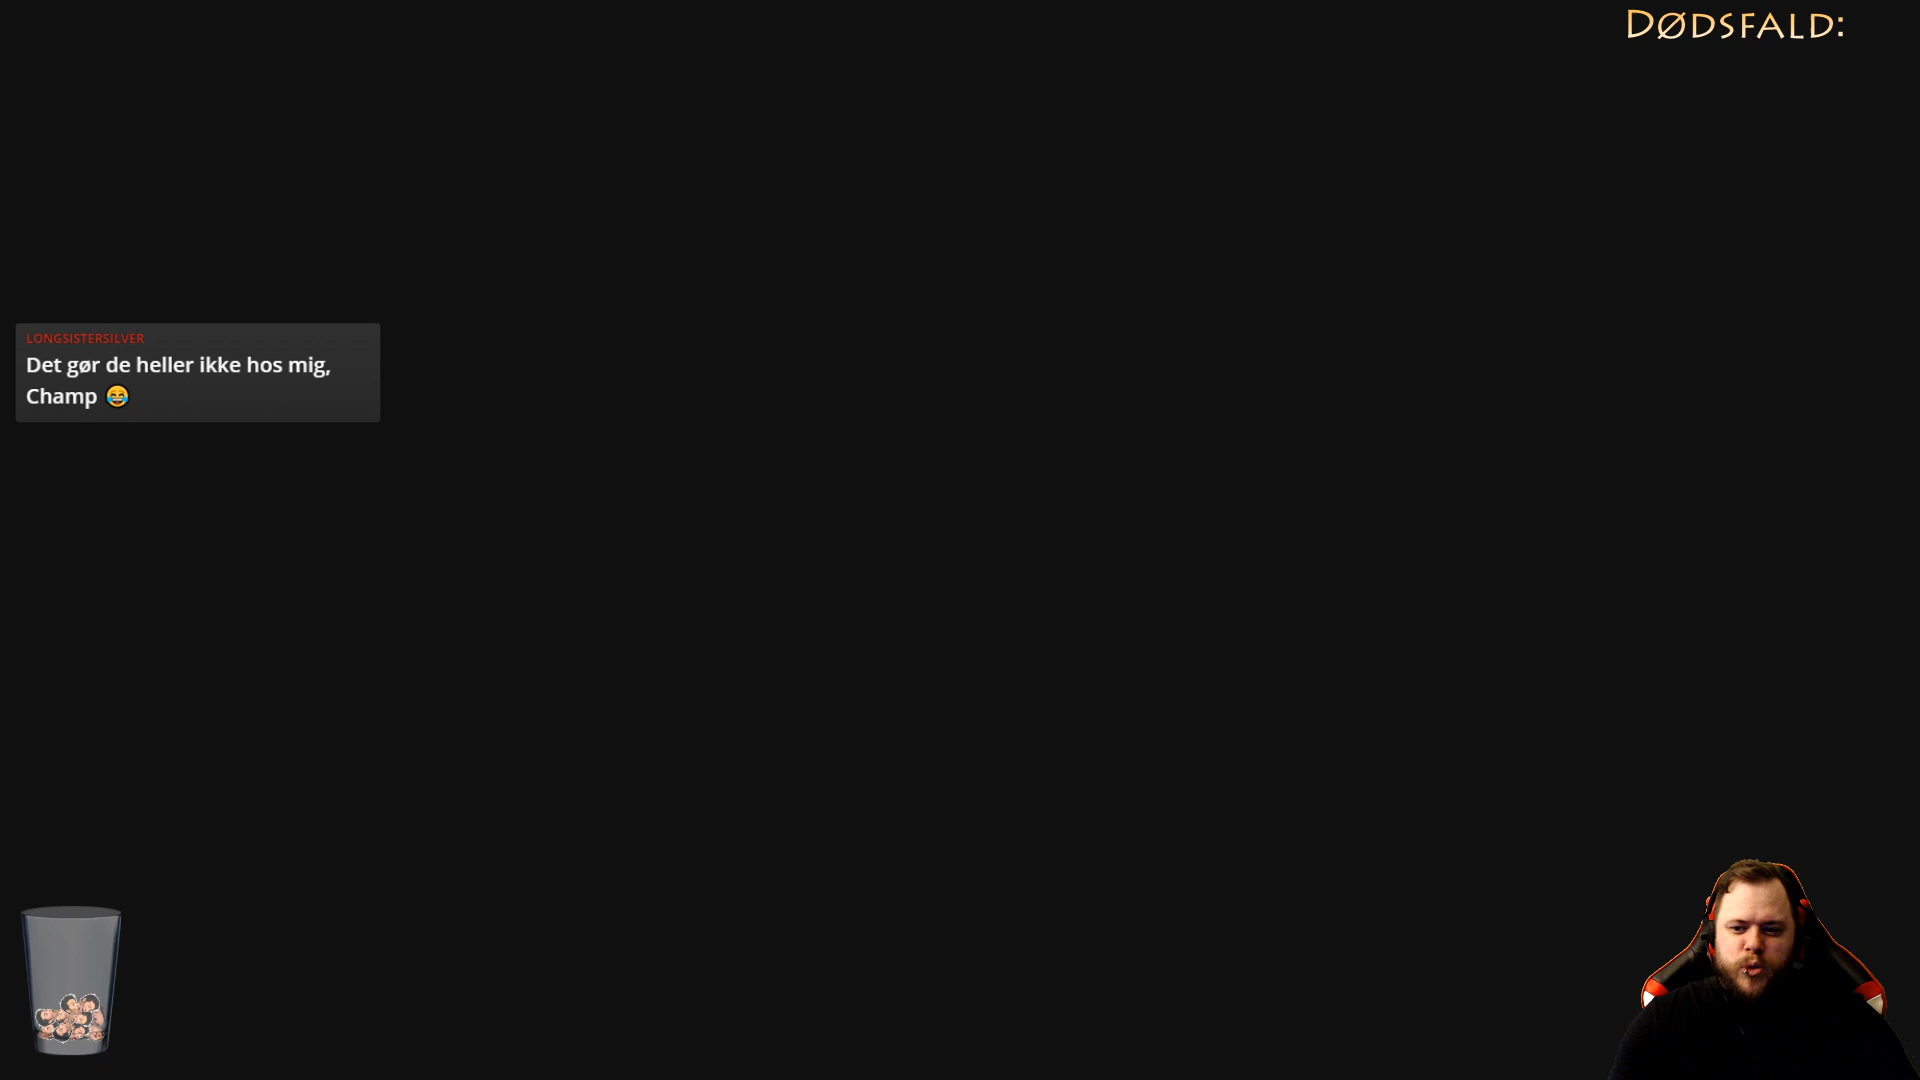 Dødsfald:
LONGSISTERSILVER
Det gør de heller ikke hos mig,
Champ 😂